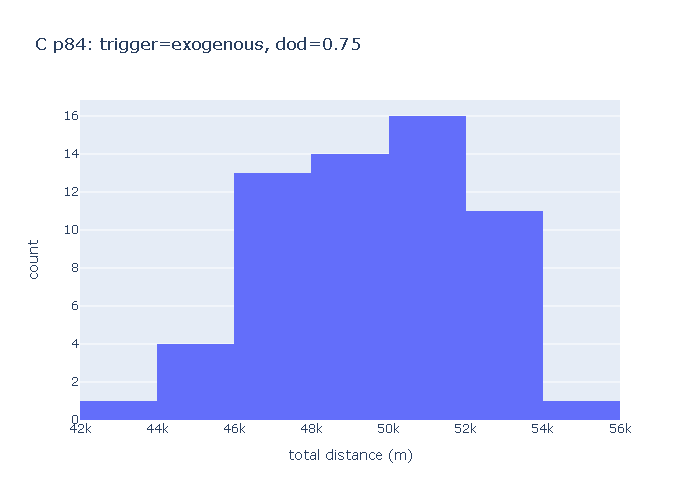 C p84: trigger=exogenous, dod=0.75
16
14
12
10
8
6
4
2
0
count
42k 44k 46k 48k 50k 52k 54k 56k
total distance (m)